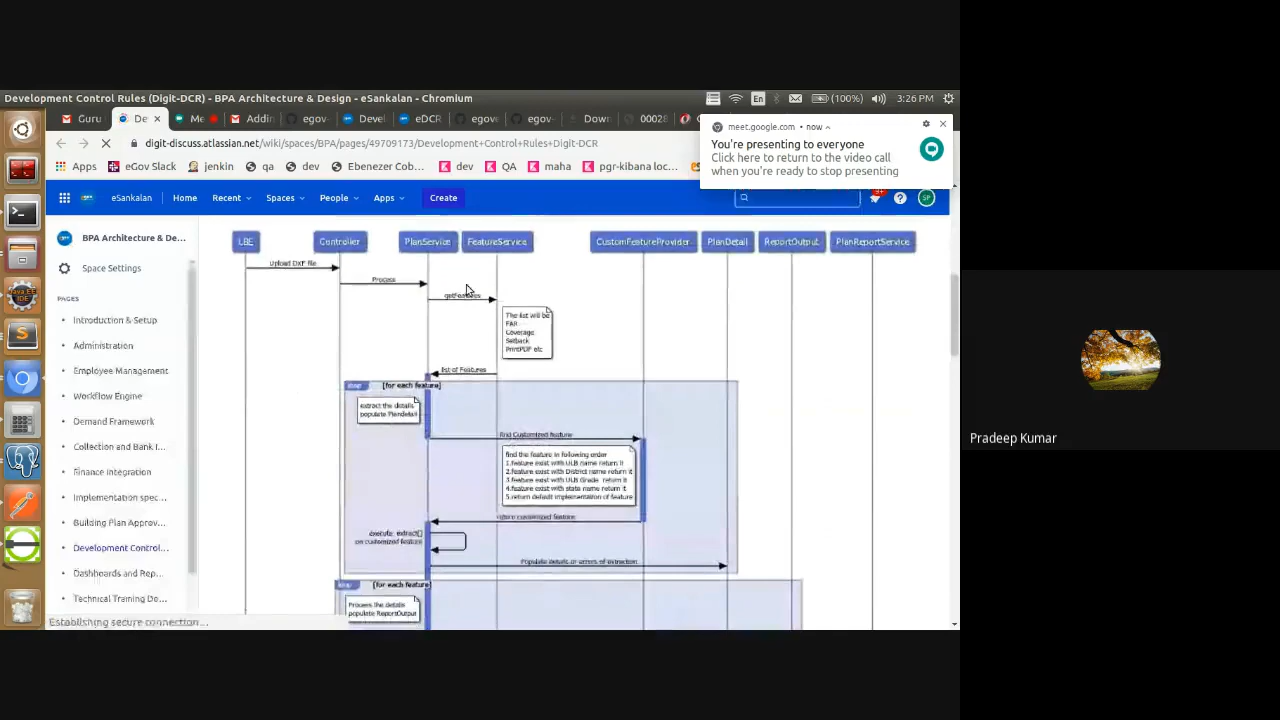 Development Control Rules (Digit-DCR) - BPA Architecture & Design - eSankalan - Chromium
En
(100%)
3:26 PM
Guru
De
Me
Addin
egov-
Devel
eDCR
egove
egov-
Down
00028
digit-discuss.atlassian.net/wiki/spaces/BPA/pages/49709173/Development+Control+Rules+Digit-DCR
Apps
eGov Slack
jenkin
qa
dev
Ebenezer Cob...
dev
QA
maha
pgr-kibana loc...
meet.google.com • now
You're presenting to everyone
Click here to return to the video call
when you're ready to stop presenting
eSankalan
Home
Recent
Spaces
People
Apps
Create
9+
SP
BPA Architecture & De...
Space Settings
PAGES
Introduction & Setup
Administration
Employee Management
Workflow Engine
Demand Framework
Collection and Bank I...
Finance Integration
Implementation spec...
Building Plan Approv...
Development Control...
Dashboards and Rep...
Technical Training Do...
Establishing secure connection...
LBE
Controller
PlanService
FeatureService
CustomFeatureProvider
PlanDetail
ReportOutput
PlanReportService
Upload DXF file
Process
getFeatures
The list will be
FAR
Coverage
Setback
PrintPDF etc
list of Features
loop
[for each feature]
extract the details
populate Plandetail
find Customized feature
find the feature in following order
1.feature exist with ULB name return it
2.feature exist with District name return it
3.feature exist with ULB Grade return it
4.feature exist with state name return it
5.return default implementation of feature
return customized feature
execute extract()
on customized feature
Populate details or errors of extraction
loop
[for each feature]
Process the details
populate ReportOutput
Pradeep Kumar